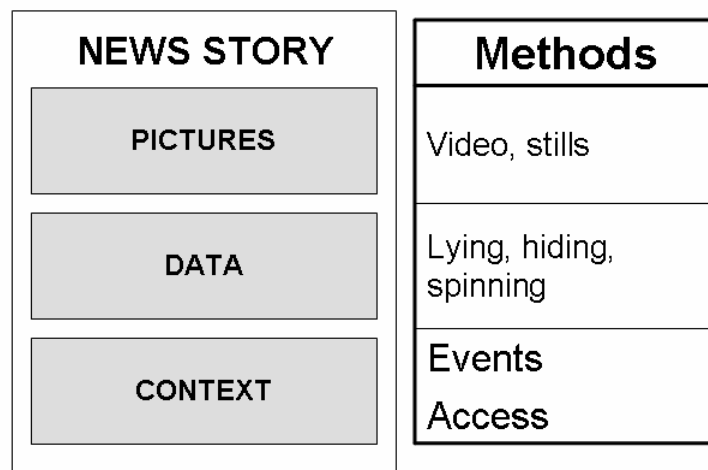 NEWS STORY
PICTURES
DATA
CONTEXT
Methods
Video, stills
Lying, hiding,
spinning
Events
Access